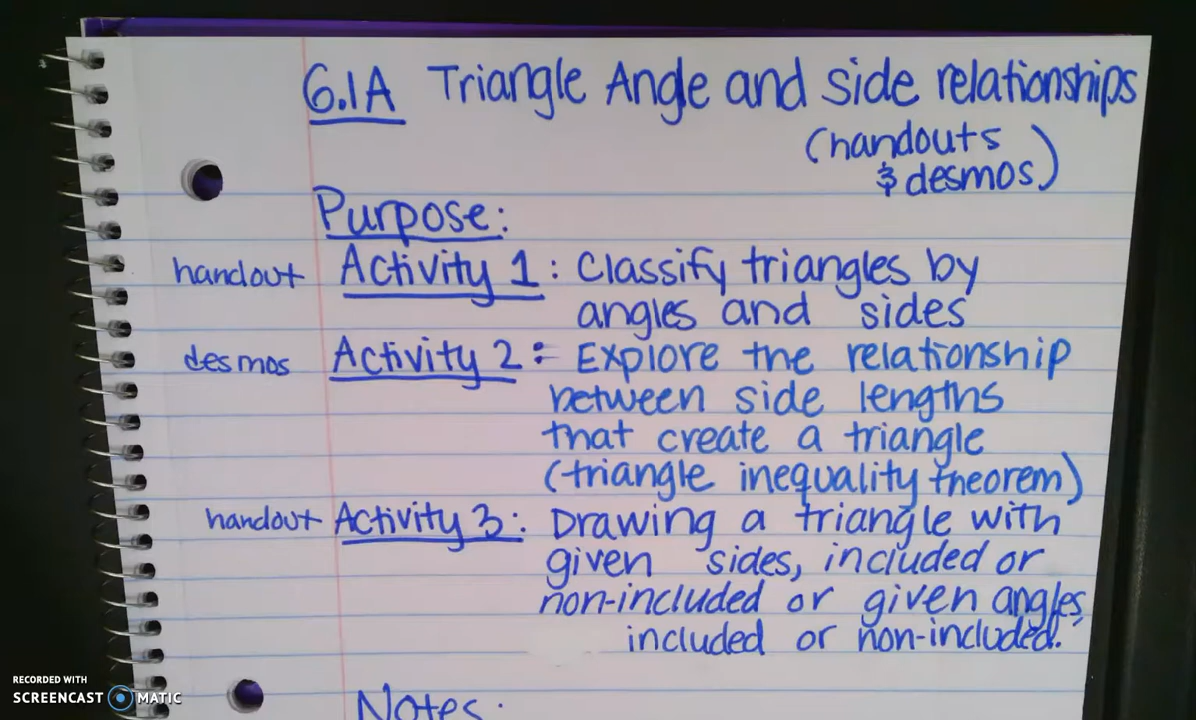 6.1A Triangle Angle and side relationships
(handouts
& desmos)
Purpose:
handout Activity 1: Classify triangles by
angles and sides
desmos Activity 2: Explore the relationship
between side lengths
that create a triangle
(triangle inequality theorem)
handout Activity 3: Drawing a triangle with
given sides, included or
non-included or given angles,
included or non-included.
Notes:
RECORDED WITH
SCREENCAST MATIC